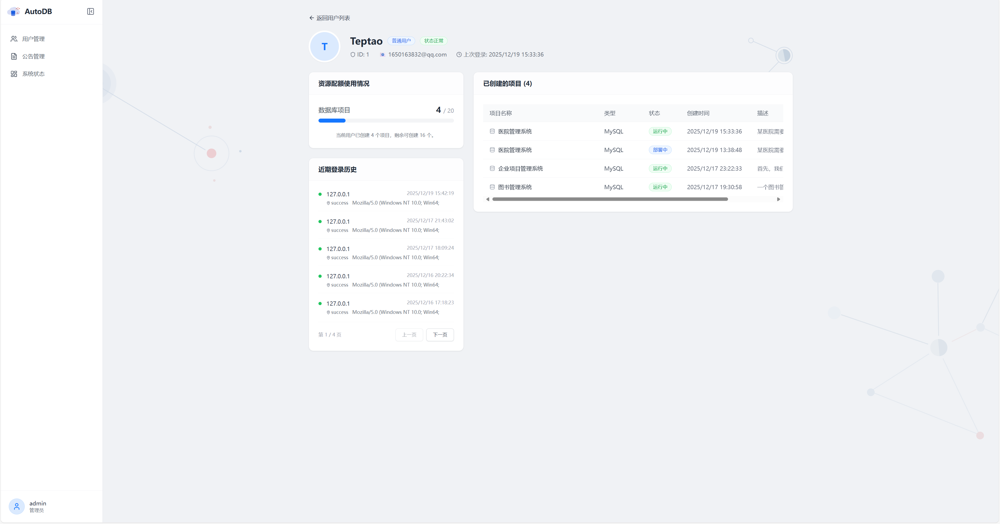 AutoDB
用户管理
公告管理
系统状态
admin
管理员
返回用户列表
T
Teptao 普通用户 状态正常
ID: 1 1650163832@qq.com 上次登录: 2025/12/19 15:33:36
资源配额使用情况
数据库项目 4 / 20
当前用户已创建 4 个项目，剩余可创建 16 个。
近期登录历史
127.0.0.1 2025/12/19 15:42:19
success Mozilla/5.0 (Windows NT 10.0; Win64;
127.0.0.1 2025/12/17 21:43:02
success Mozilla/5.0 (Windows NT 10.0; Win64;
127.0.0.1 2025/12/17 18:09:24
success Mozilla/5.0 (Windows NT 10.0; Win64;
127.0.0.1 2025/12/16 20:22:34
success Mozilla/5.0 (Windows NT 10.0; Win64;
127.0.0.1 2025/12/16 17:18:23
success Mozilla/5.0 (Windows NT 10.0; Win64;
第 1 / 4 页 上一页 下一页
已创建的项目 (4)
项目名称 类型 状态 创建时间 描述
医院管理系统 MySQL 运行中 2025/12/19 15:33:36 某医院需要
医院管理系统 MySQL 部署中 2025/12/19 13:38:48 某医院需要
企业项目管理系统 MySQL 运行中 2025/12/17 23:22:33 首先，我们
图书管理系统 MySQL 运行中 2025/12/17 19:30:58 一个图书管